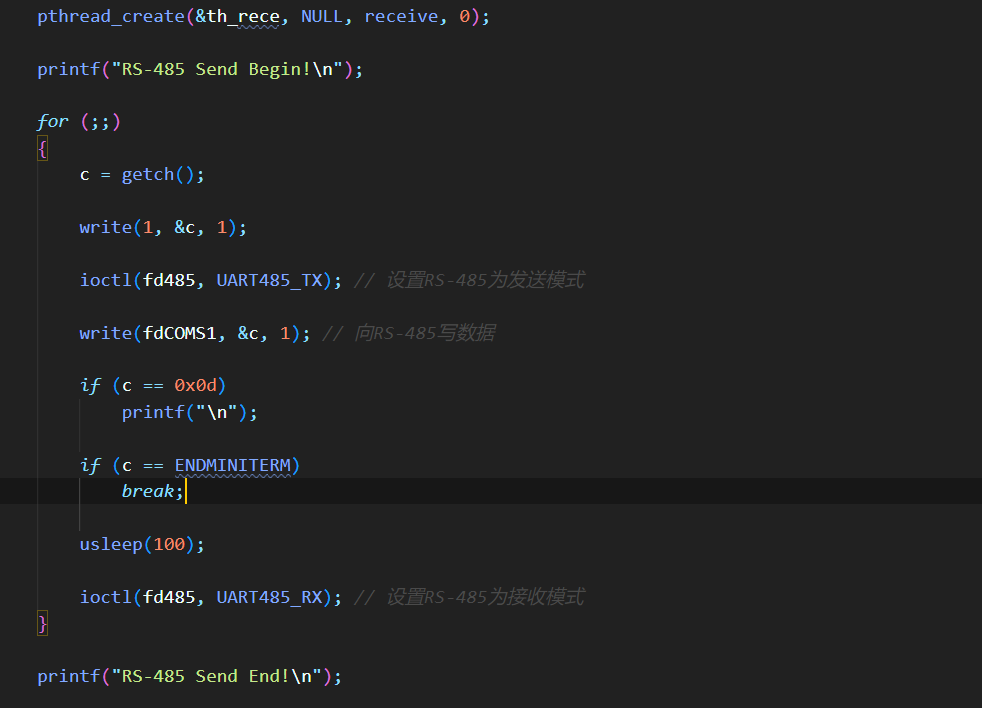 pthread_create(&th_rece, NULL, receive, 0);
printf("RS-485 Send Begin!\n");
for (;;)
{
c = getch();
write(1, &c, 1);
ioctl(fd485, UART485_TX); // 设置RS-485为发送模式
write(fdCOMS1, &c, 1); // 向RS-485写数据
if (c == 0x0d)
printf("\n");
if (c == ENDMINITERM)
break;
usleep(100);
ioctl(fd485, UART485_RX); // 设置RS-485为接收模式
}
printf("RS-485 Send End!\n");